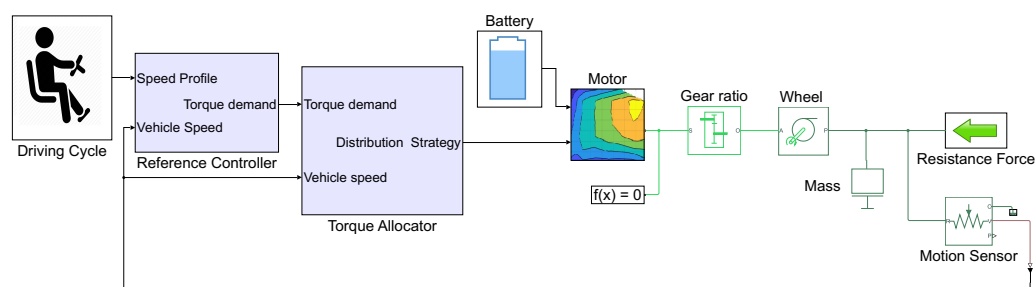 Driving Cycle
Speed Profile
Torque demand
Vehicle Speed
Reference Controller
Torque demand
Distribution Strategy
Vehicle speed
Torque Allocator
Battery
Motor
f(x) = 0
Gear ratio
S
O
Wheel
A
P
Mass
Resistance Force
R
O
V
P
Motion Sensor